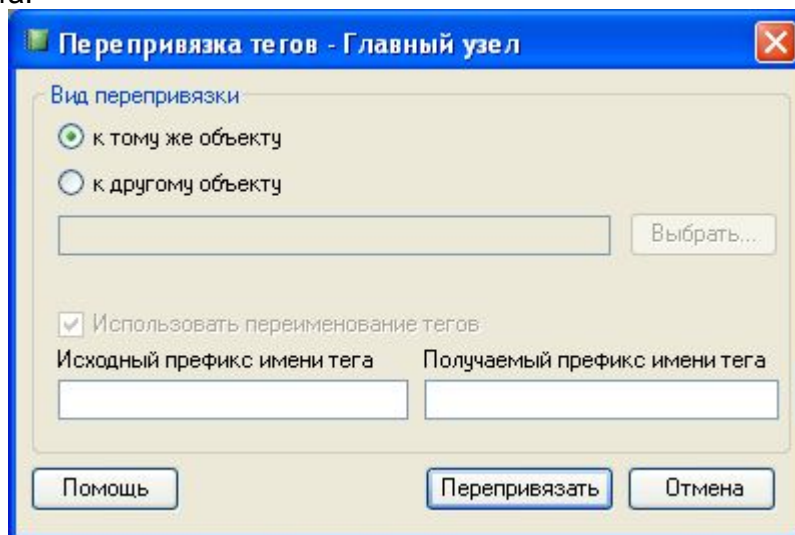 Перепривязка тегов - Главный узел
Вид перепривязки
к тому же объекту
к другому объекту
Выбрать...
Использовать переименование тегов
Исходный префикс имени тега Получаемый префикс имени тега
Помощь Перепривязать Отмена